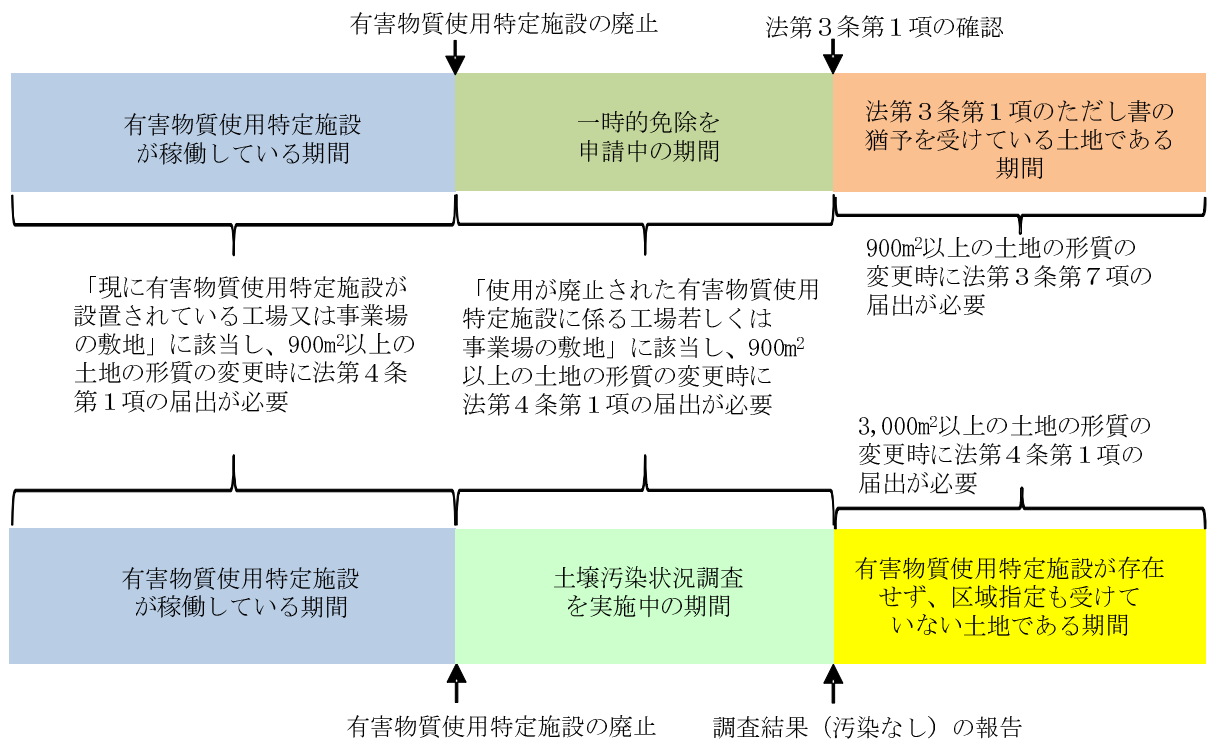 有害物質使用特定施設の廃止
法第３条第１項の確認
有害物質使用特定施設
が稼働している期間
一時的免除を
申請中の期間
法第３条第１項のただし書の
猶予を受けている土地である
期間
「現に有害物質使用特定施設が
設置されている工場又は事業場
の敷地」に該当し、900m²以上の
土地の形質の変更時に法第４条
第１項の届出が必要
「使用が廃止された有害物質使用
特定施設に係る工場若しくは
事業場の敷地」に該当し、900m²
以上の土地の形質の変更時に
法第４条第１項の届出が必要
900m²以上の土地の形質の
変更時に法第３条第７項の
届出が必要
3,000m²以上の土地の形質の
変更時に法第４条第１項の
届出が必要
有害物質使用特定施設
が稼働している期間
土壌汚染状況調査
を実施中の期間
有害物質使用特定施設が存在
せず、区域指定も受けて
いない土地である期間
有害物質使用特定施設の廃止
調査結果（汚染なし）の報告